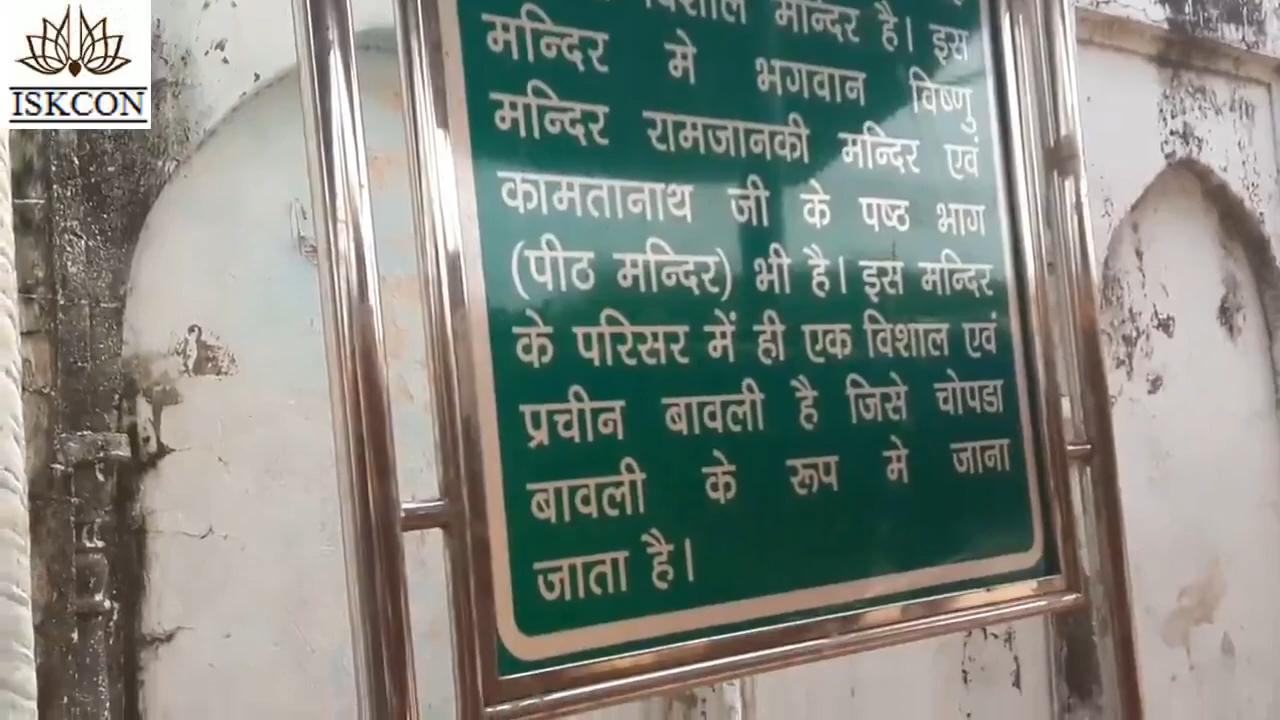 ISKCON
विशाल मन्दिर है। इस
मन्दिर मे भगवान विष्णु
मन्दिर रामजानकी मन्दिर एवं
कामतानाथ जी के पष्ठ भाग
(पीठ मन्दिर) भी है। इस मन्दिर
के परिसर में ही एक विशाल एवं
प्रचीन बावली है जिसे चोपडा
बावली के रूप मे जाना
जाता है।